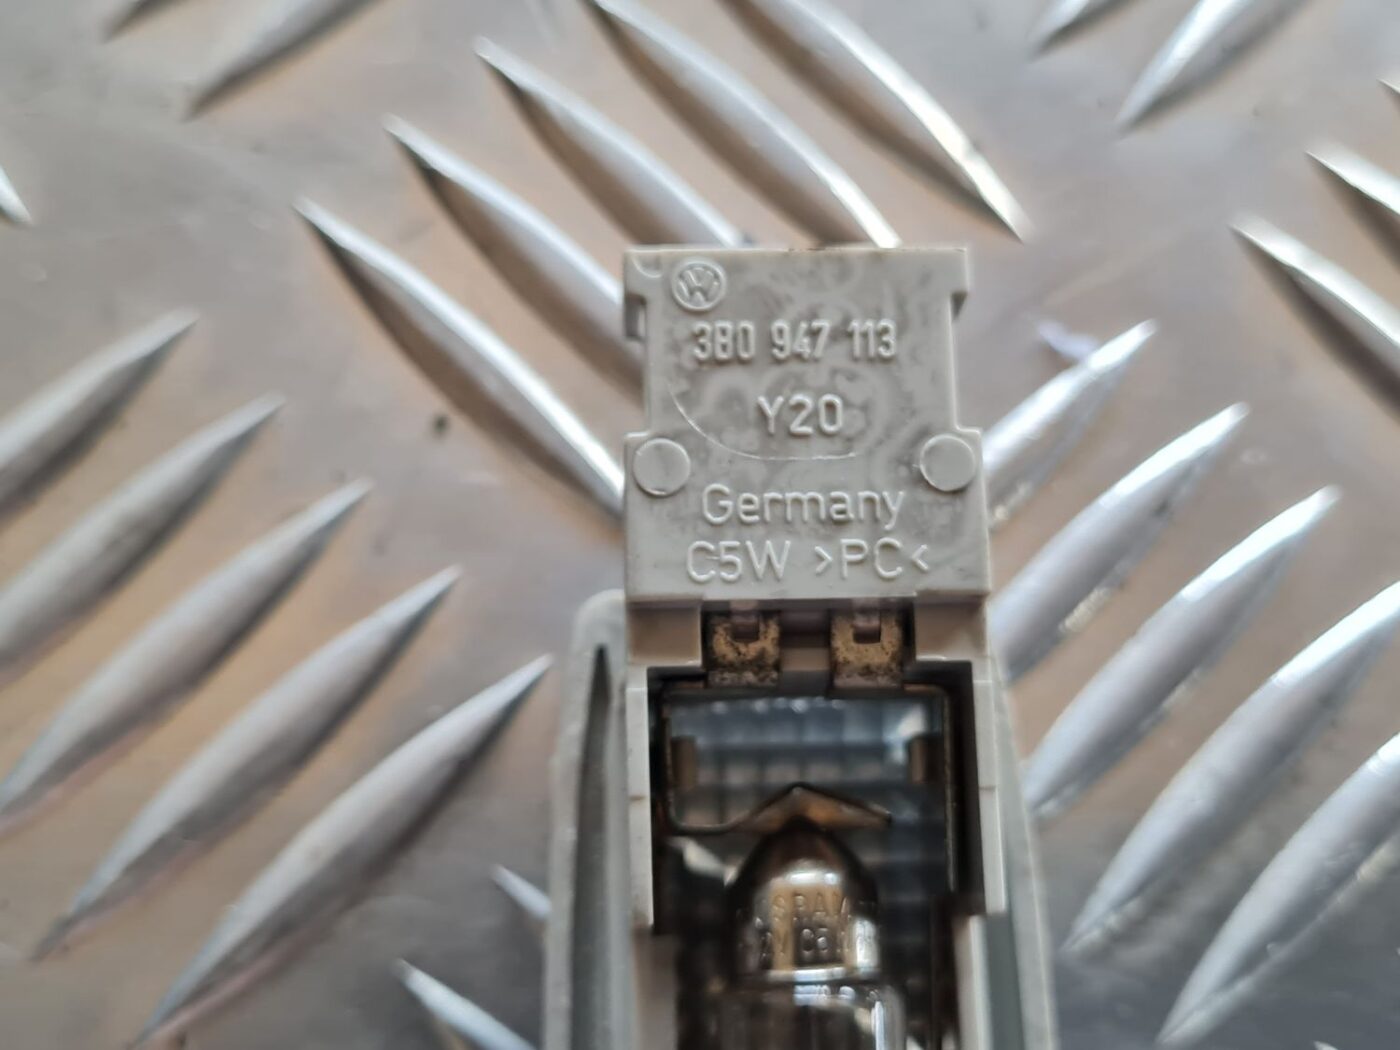 3B0 947 113
Y20
Germany
C5W >PC<